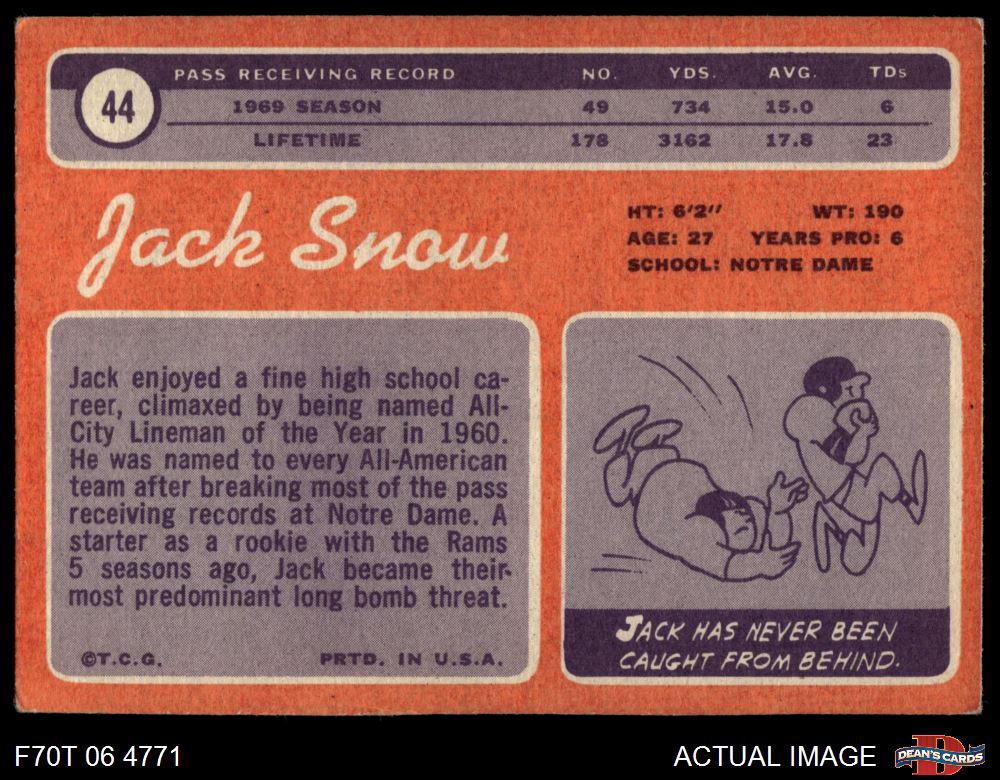 44
PASS RECEIVING RECORD NO. YDS. AVG. TDs
1969 SEASON 49 734 15.0 6
LIFETIME 178 3162 17.8 23
Jack Snow
HT: 6'2" WT: 190
AGE: 27 YEARS PRO: 6
SCHOOL: NOTRE DAME
Jack enjoyed a fine high school ca-
reer, climaxed by being named All-
City Lineman of the Year in 1960.
He was named to every All-American
team after breaking most of the pass
receiving records at Notre Dame. A
starter as a rookie with the Rams
5 seasons ago, Jack became their
most predominant long bomb threat.
©T.C.G. PRTD. IN U.S.A.
JACK HAS NEVER BEEN
CAUGHT FROM BEHIND.
F70T 06 4771
ACTUAL IMAGE
D
DEAN'S CARDS